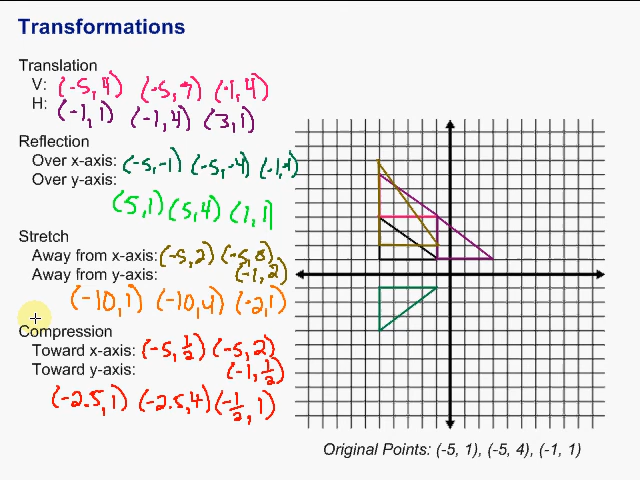 Transformations
Translation
V: (-5, 4) (-5, 7) (-1, 4)
H: (-1, 1) (-1, 4) (3, 1)
Reflection
Over x-axis: (-5, -1) (-5, -4) (-1, -1)
Over y-axis:
(5, 1) (5, 4) (1, 1)
Stretch
Away from x-axis: (-5, 2) (-5, 8)
Away from y-axis: (-1, 2)
(-10, 1) (-10, 4) (-2, 1)
Compression
Toward x-axis: (-5, 1/2) (-5, 2)
Toward y-axis: (-1, 1/2)
(-2.5, 1) (-2.5, 4) (-1/2, 1)
Original Points: (-5, 1), (-5, 4), (-1, 1)